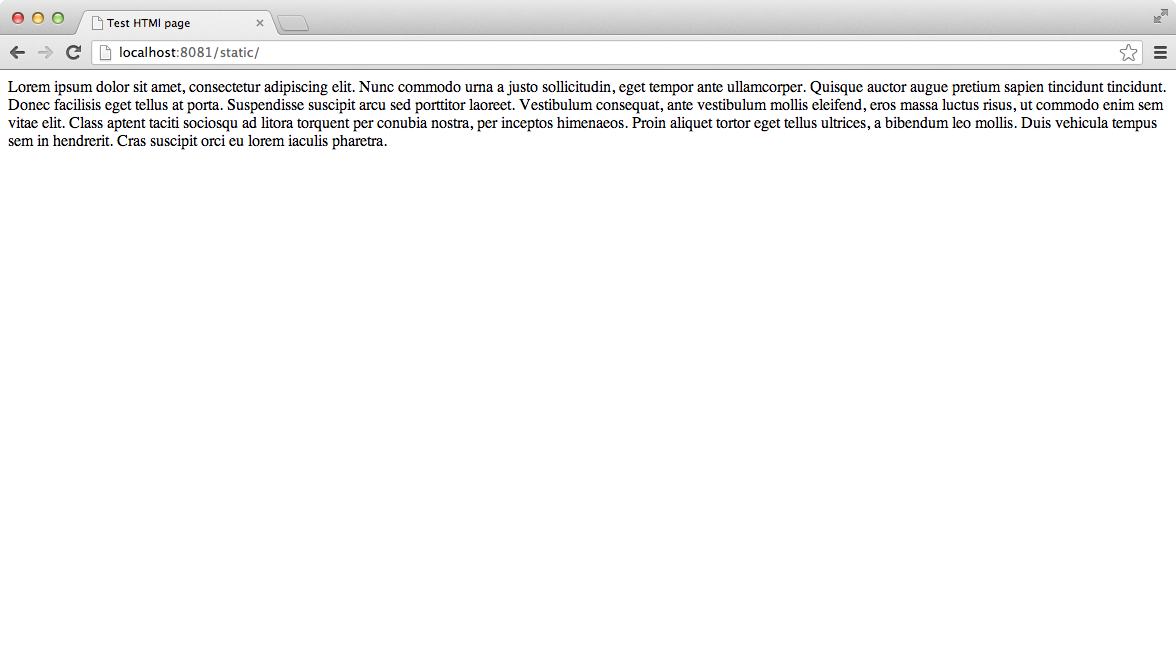 Test HTMl page
localhost:8081/static/
Lorem ipsum dolor sit amet, consectetur adipiscing elit. Nunc commodo urna a justo sollicitudin, eget tempor ante ullamcorper. Quisque auctor augue pretium sapien tincidunt tincidunt.
Donec facilisis eget tellus at porta. Suspendisse suscipit arcu sed porttitor laoreet. Vestibulum consequat, ante vestibulum mollis eleifend, eros massa luctus risus, ut commodo enim sem
vitae elit. Class aptent taciti sociosqu ad litora torquent per conubia nostra, per inceptos himenaeos. Proin aliquet tortor eget tellus ultrices, a bibendum leo mollis. Duis vehicula tempus
sem in hendrerit. Cras suscipit orci eu lorem iaculis pharetra.